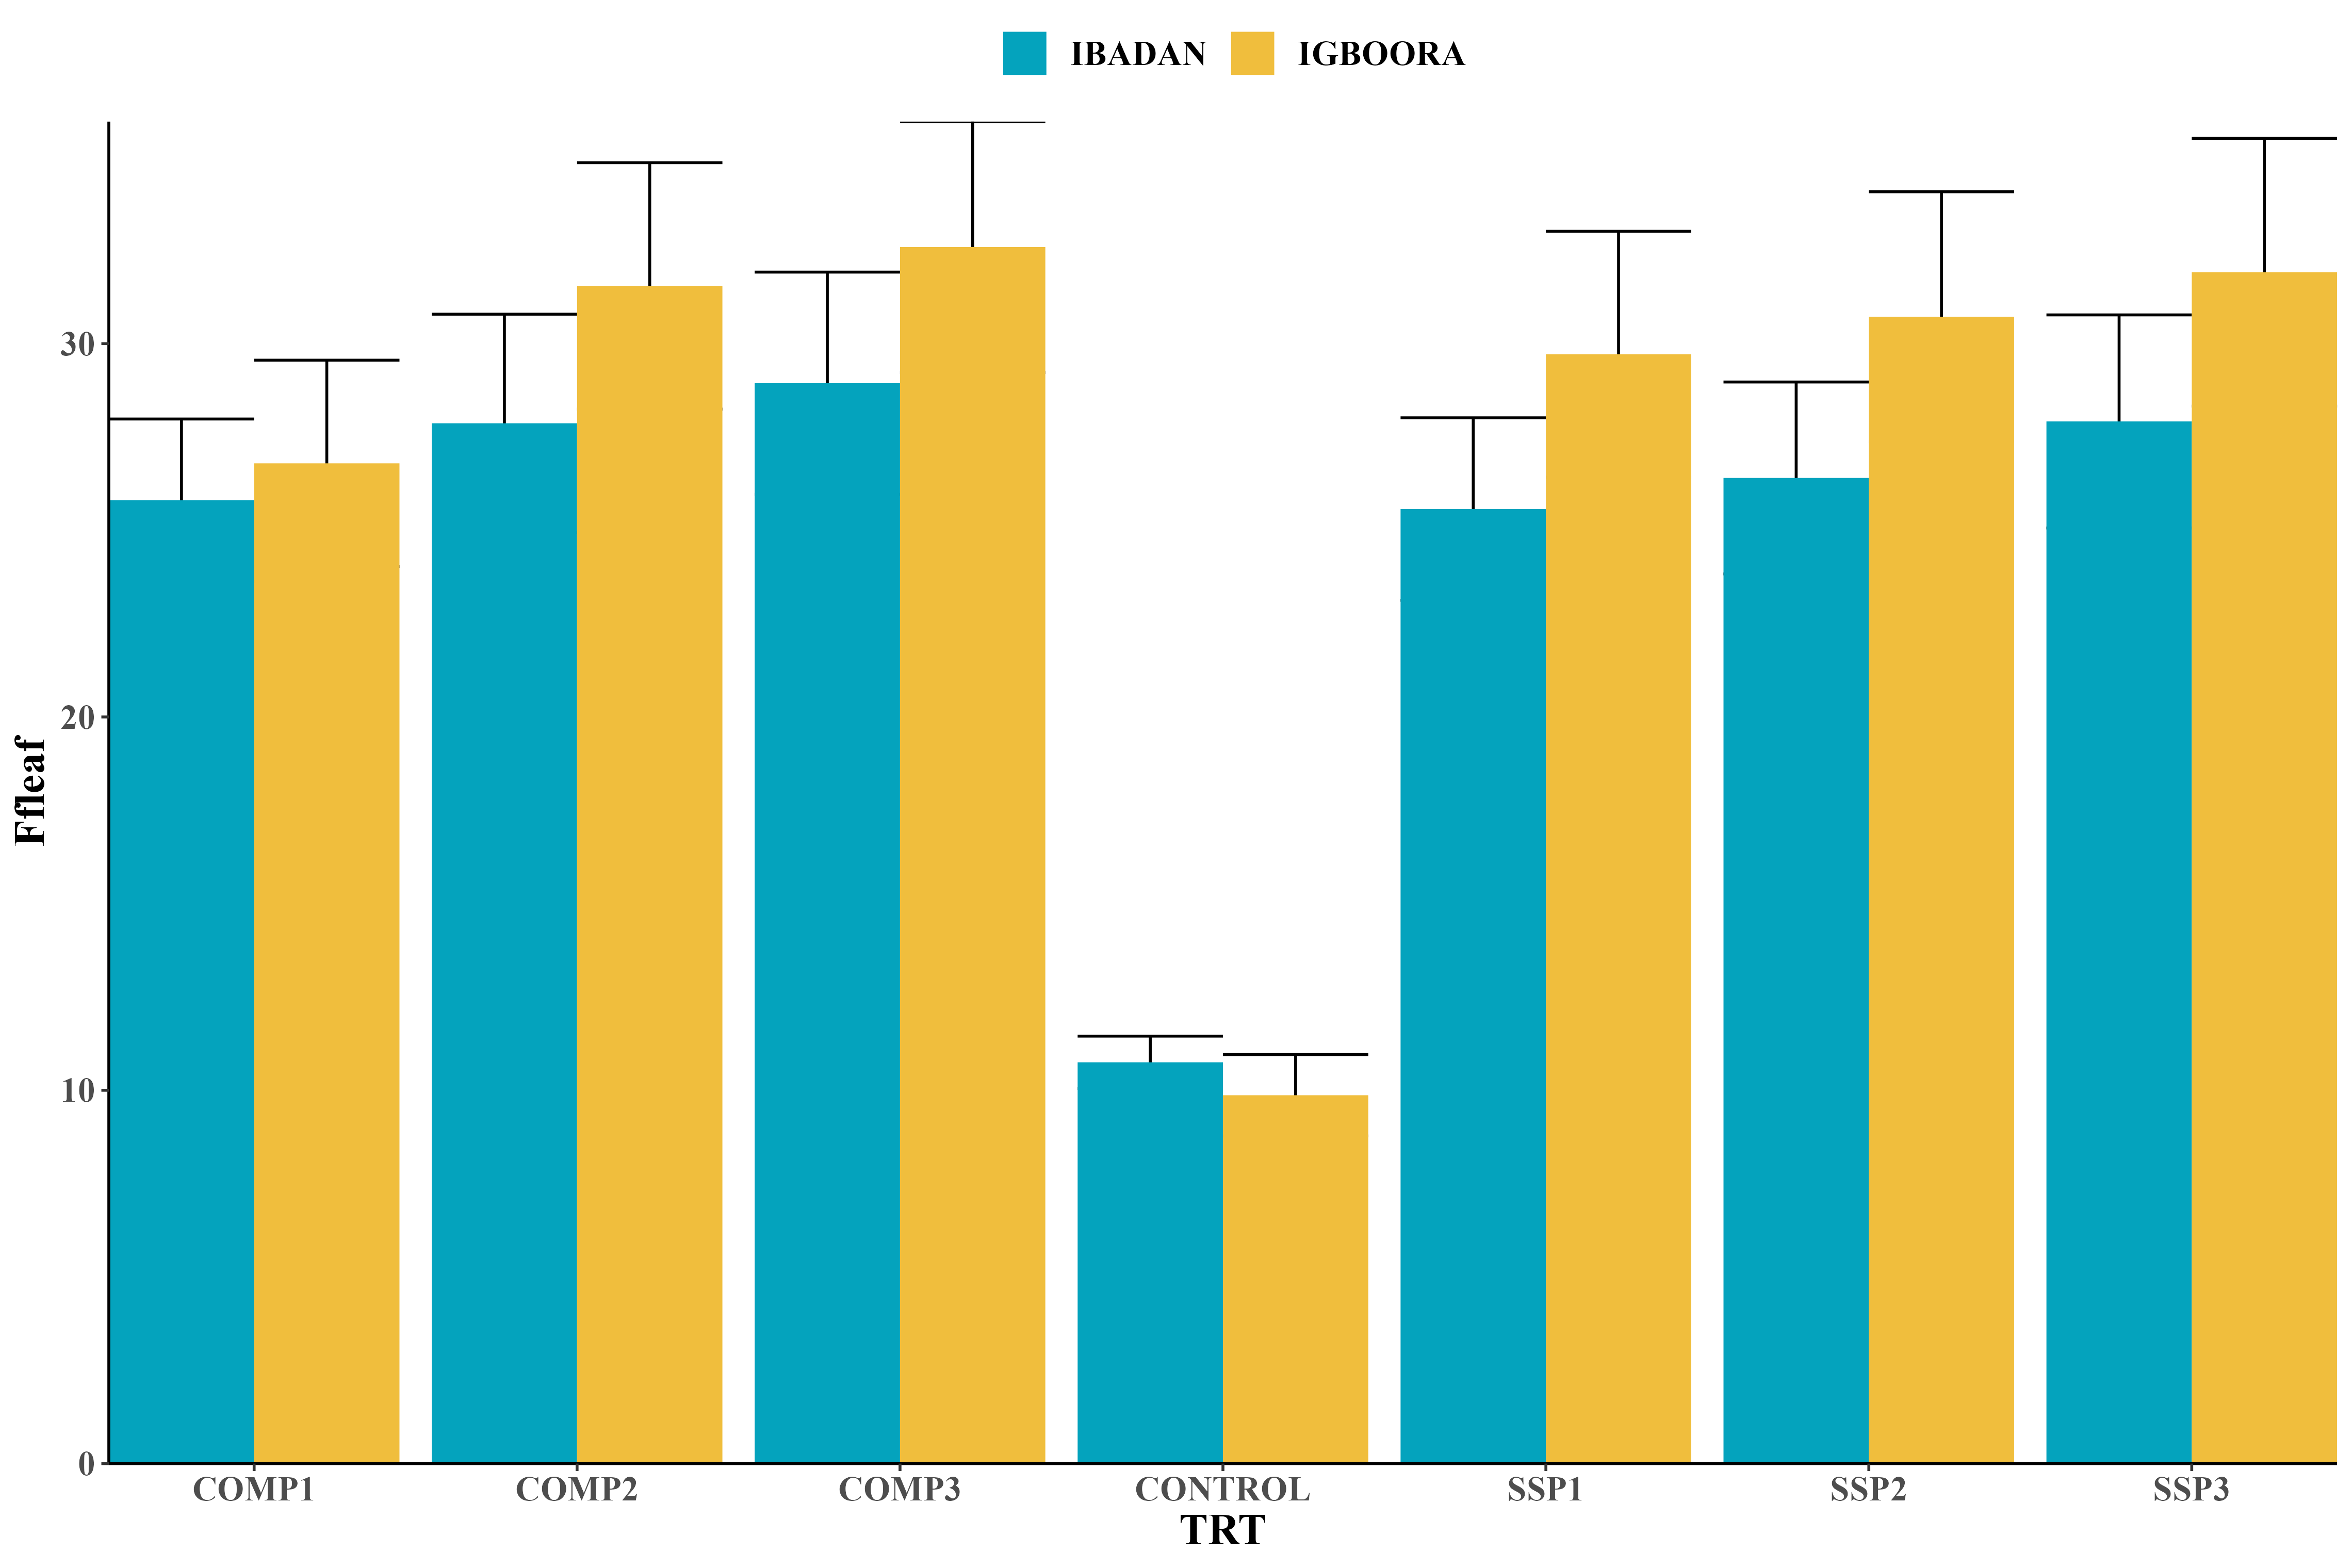 IBADAN IGBOORA
30
20
10
0
Ffleaf
COMP1 COMP2 COMP3 CONTROL SSP1 SSP2 SSP3
TRT